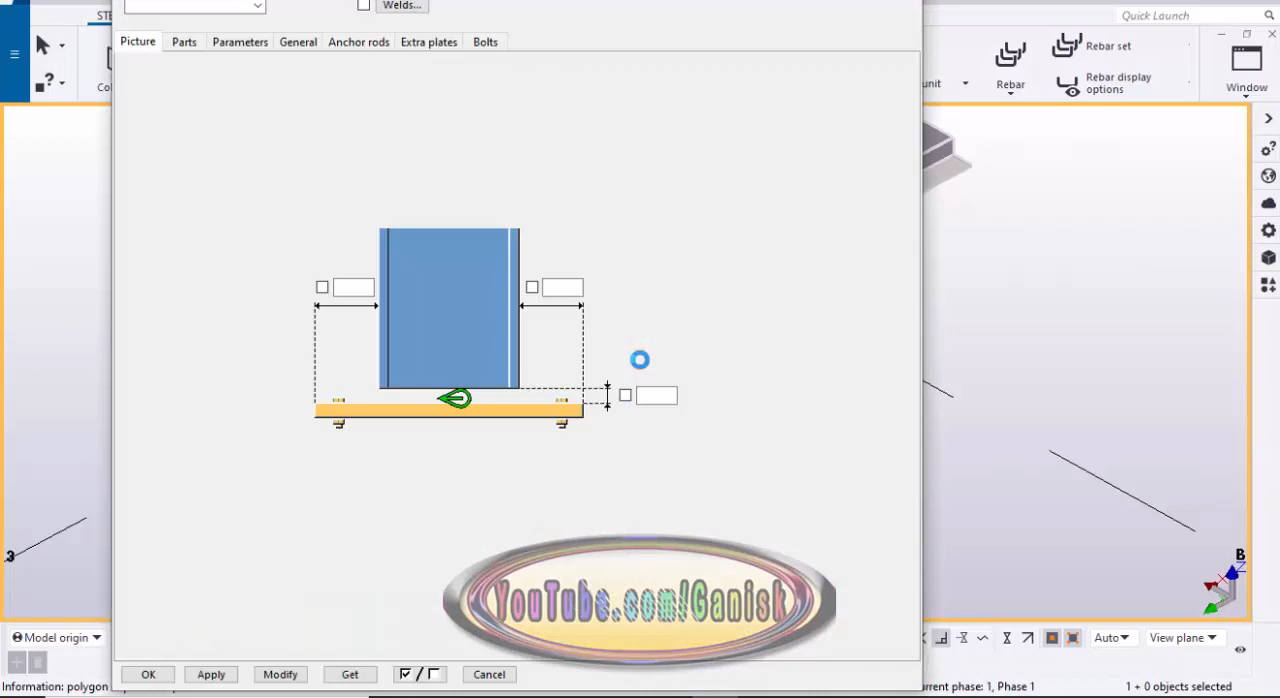 STE
Welds...
Quick Launch
Picture
Parts
Parameters
General
Anchor rods
Extra plates
Bolts
Co
unit
Rebar
Rebar set
Rebar display
options
Window
3
B
Z
YouTube.com/Ganisk
Model origin
Auto
View plane
OK
Apply
Modify
Get
/
Cancel
Information: polygon
rent phase: 1, Phase 1
1 + 0 objects selected